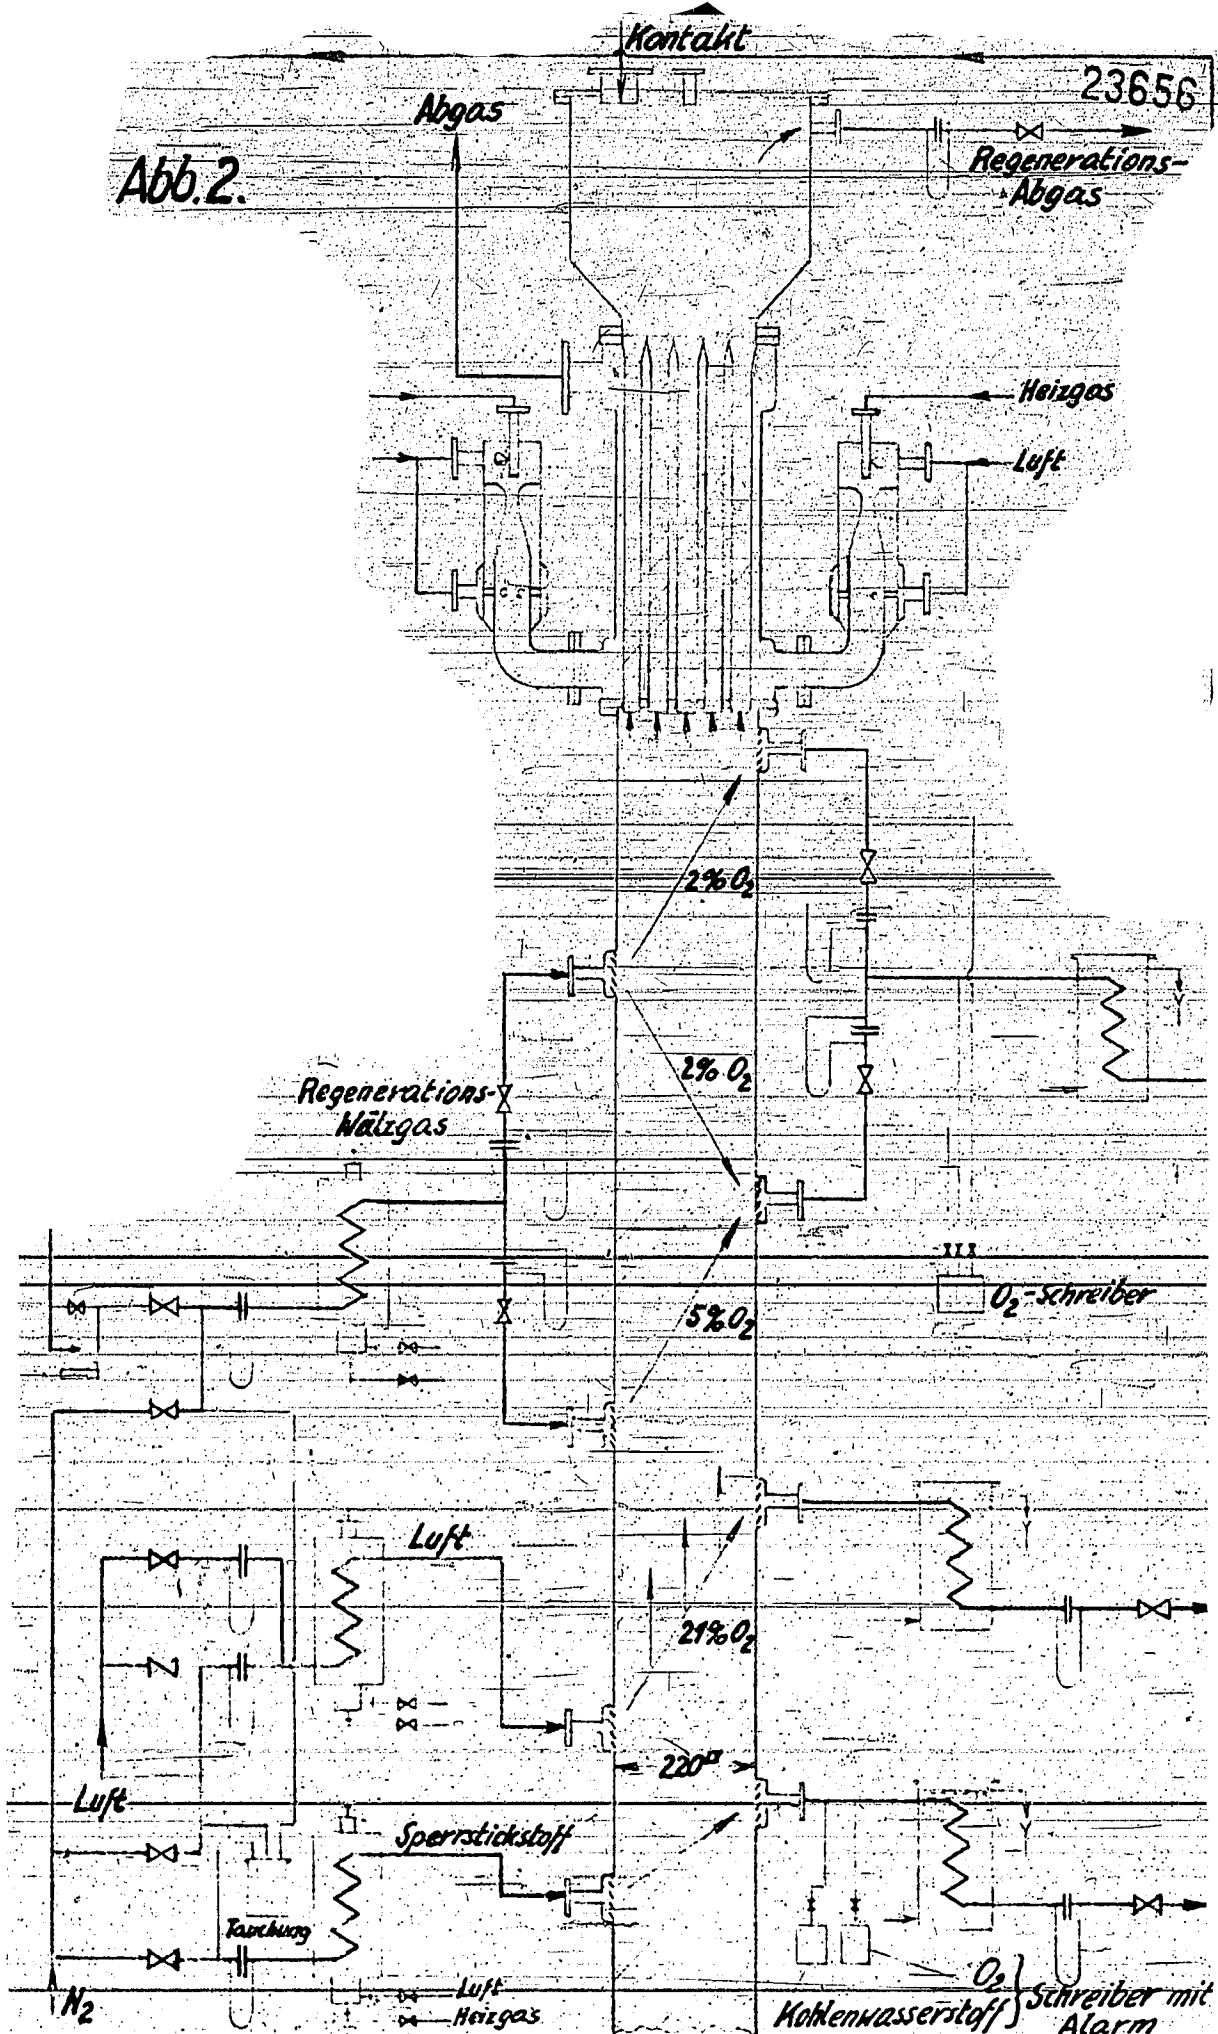 Kontakt
23656
Abgas
Abb. 2.
Regenerations-
Abgas
Heizgas
Luft
2% O2
2% O2
Regenerations-
Wälzgas
O2-Schreiber
5% O2
Luft
21% O2
220
Luft
Sperrstickstoff
N2
Luft
Heizgas
O2
Kohlenwasserstoff } Schreiber mit
Alarm